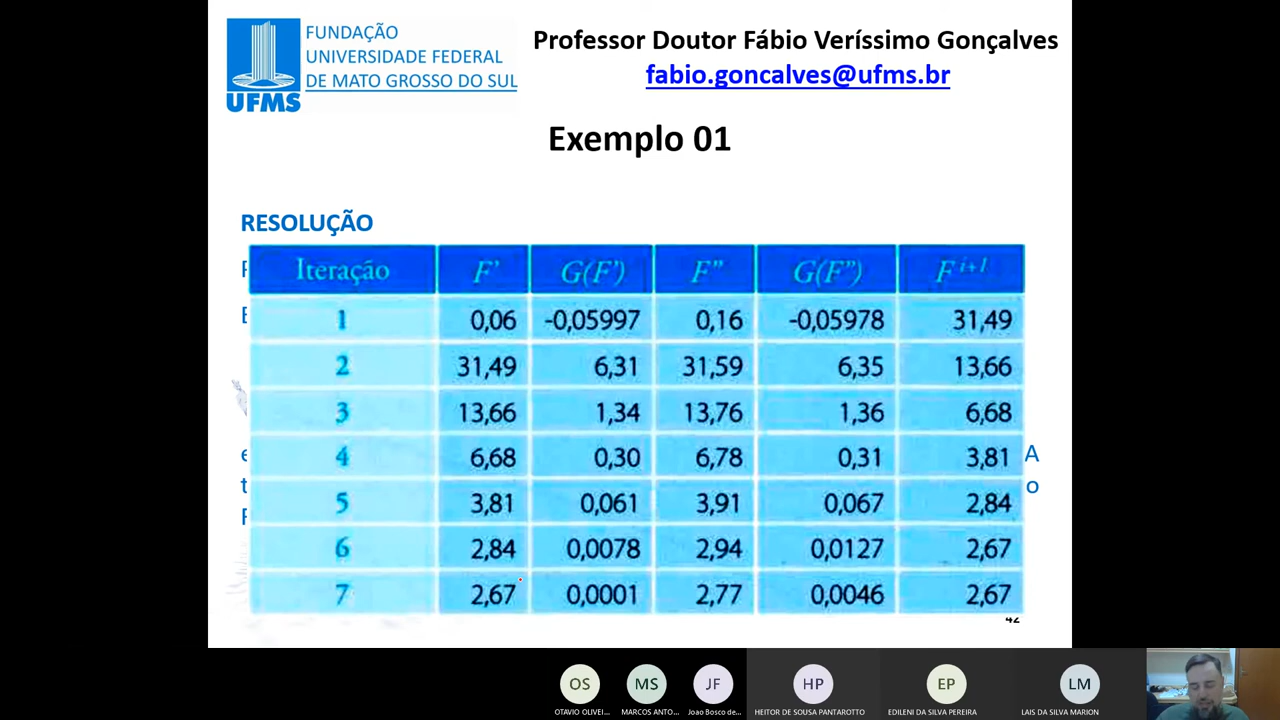 FUNDAÇÃO
UNIVERSIDADE FEDERAL
DE MATO GROSSO DO SUL
UFMS
Professor Doutor Fábio Veríssimo Gonçalves
fabio.goncalves@ufms.br
Exemplo 01
RESOLUÇÃO
Iteração F' G(F') F" G(F") F i+1
1 0,06 -0,05997 0,16 -0,05978 31,49
2 31,49 6,31 31,59 6,35 13,66
3 13,66 1,34 13,76 1,36 6,68
4 6,68 0,30 6,78 0,31 3,81
5 3,81 0,061 3,91 0,067 2,84
6 2,84 0,0078 2,94 0,0127 2,67
7 2,67 0,0001 2,77 0,0046 2,67
A
o
42
OS MS JF HP EP LM
OTAVIO OLIVEI... MARCOS ANTO... Joao Bosco de... HEITOR DE SOUSA PANTAROTTO EDILENI DA SILVA PEREIRA LAIS DA SILVA MARION